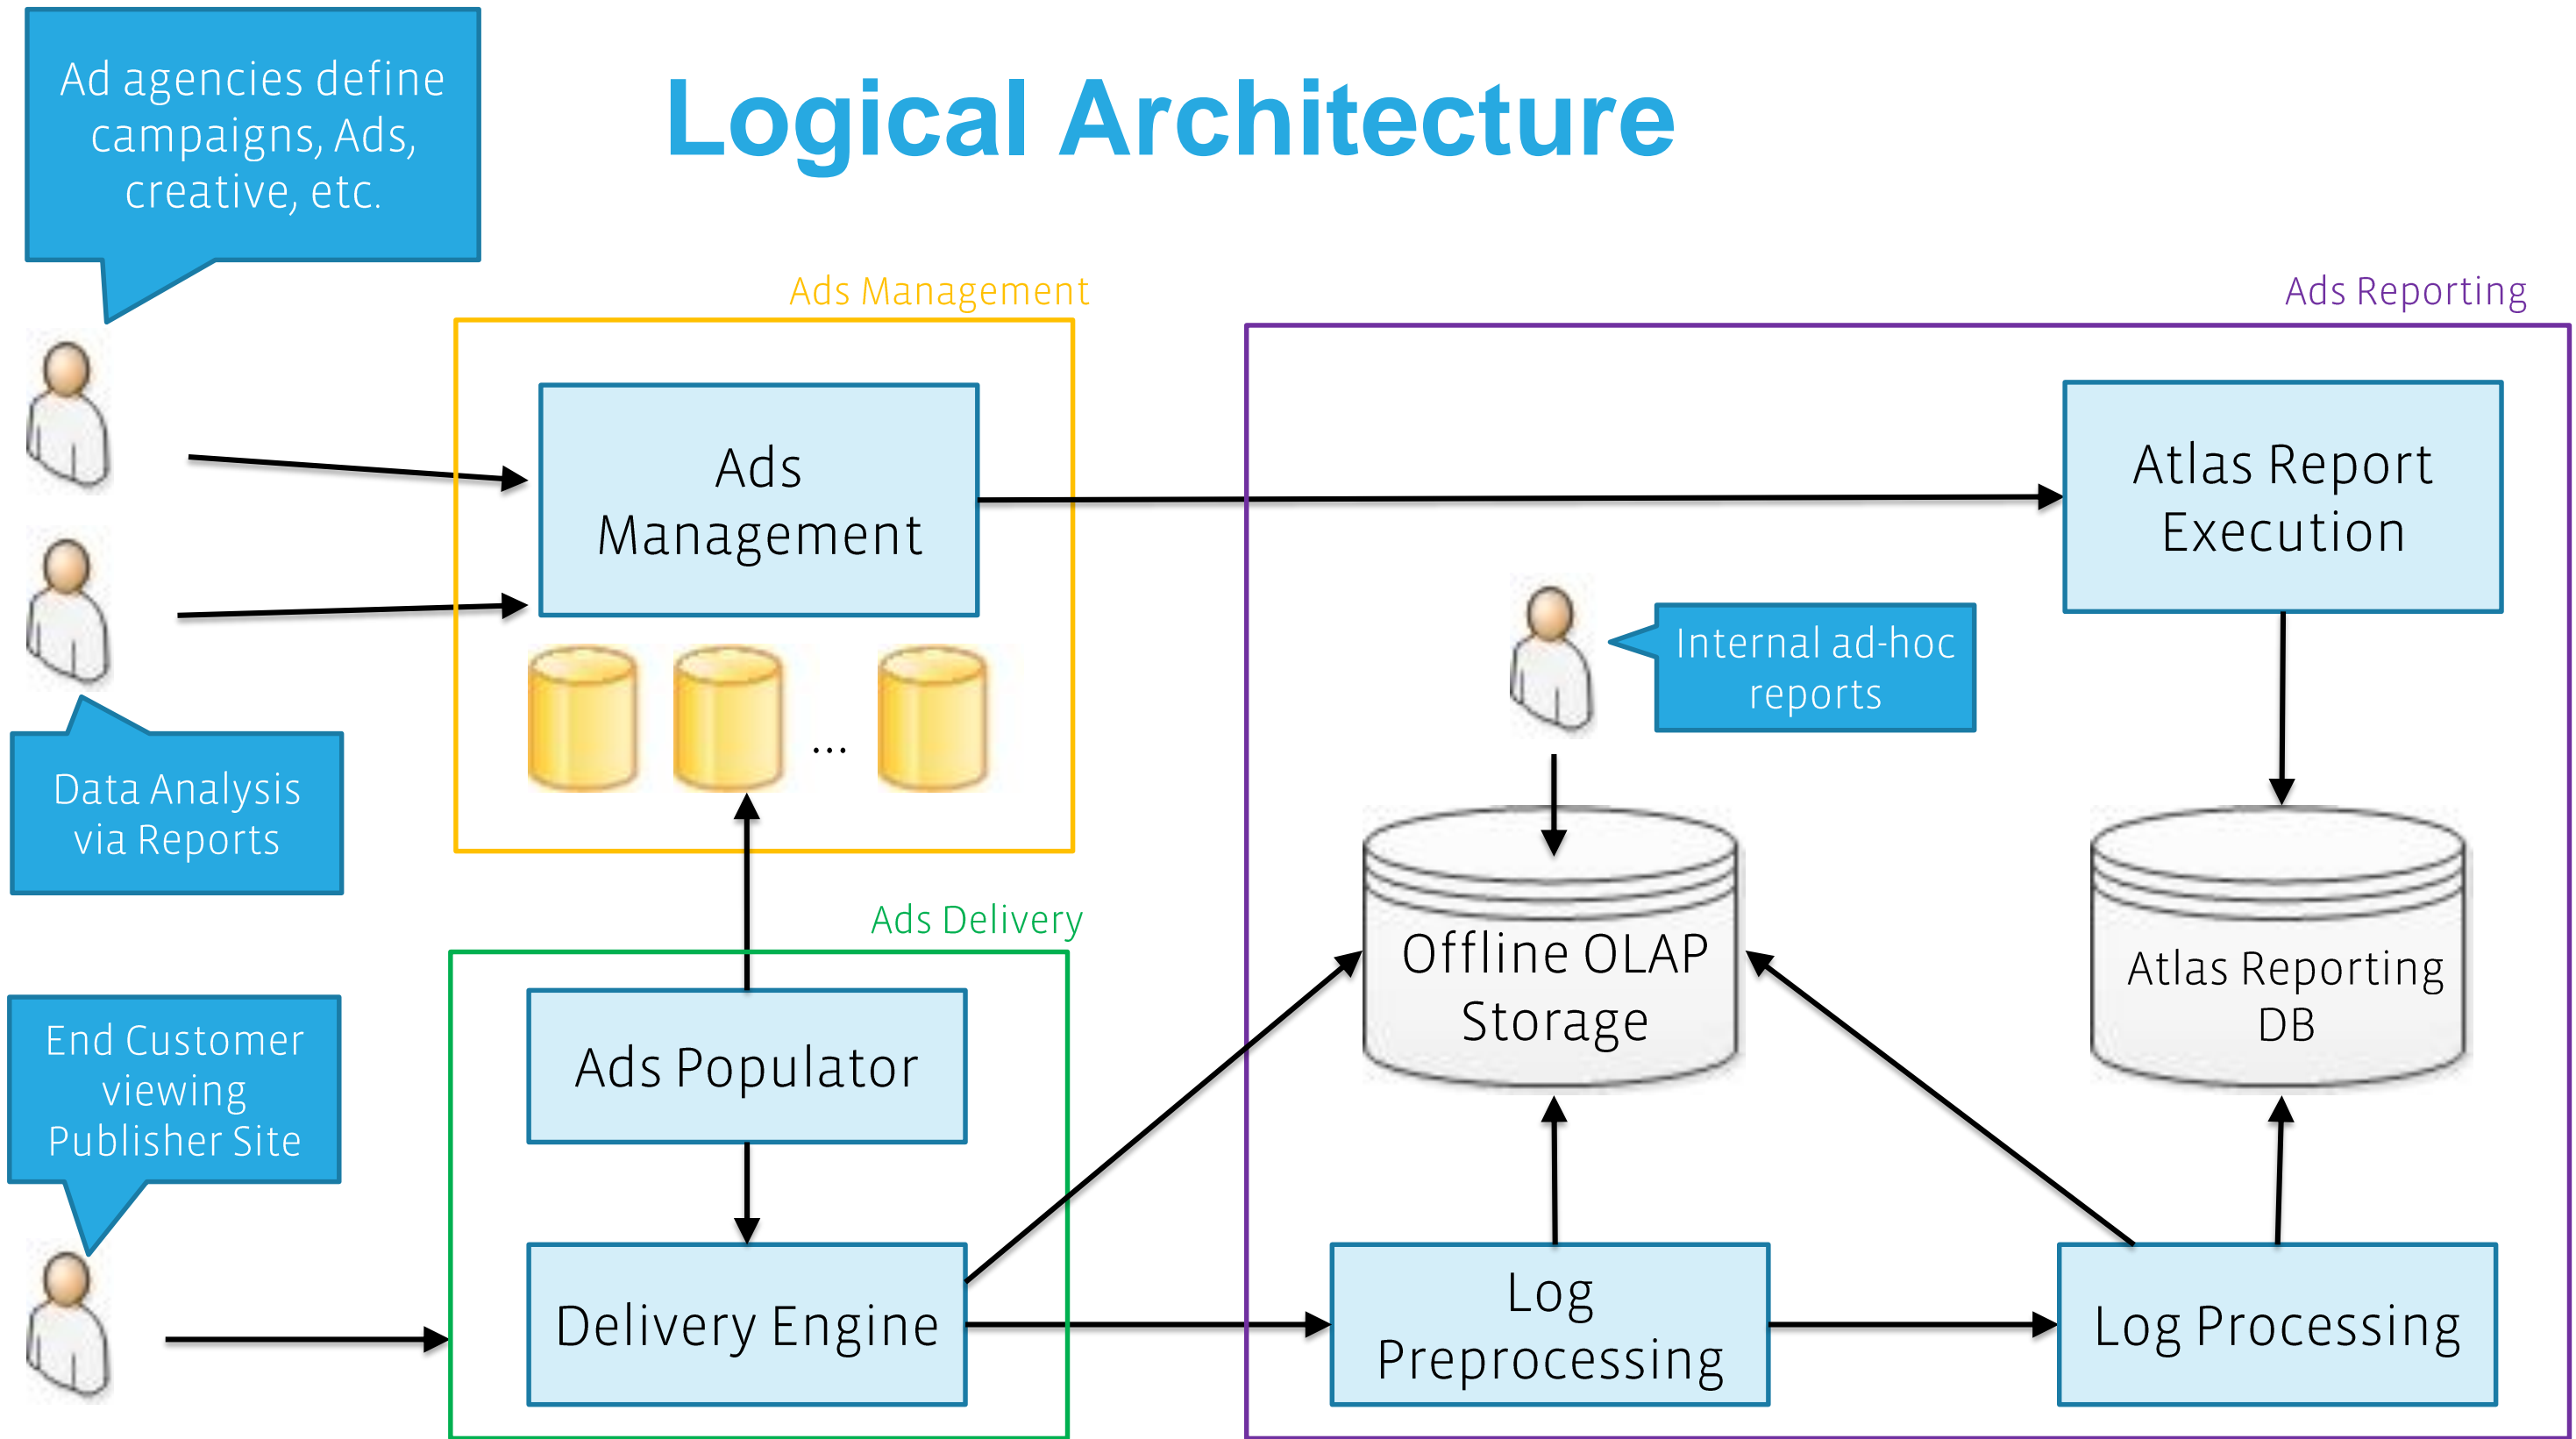 Ad agencies define
campaigns, Ads,
creative, etc.
Logical Architecture
Ads Management
Ads Reporting
Ads
Management
Atlas Report
Execution
Internal ad-hoc
reports
...
Data Analysis
via Reports
Ads Delivery
Offline OLAP
Storage
Atlas Reporting
DB
End Customer
viewing
Publisher Site
Ads Populator
Delivery Engine
Log
Preprocessing
Log Processing